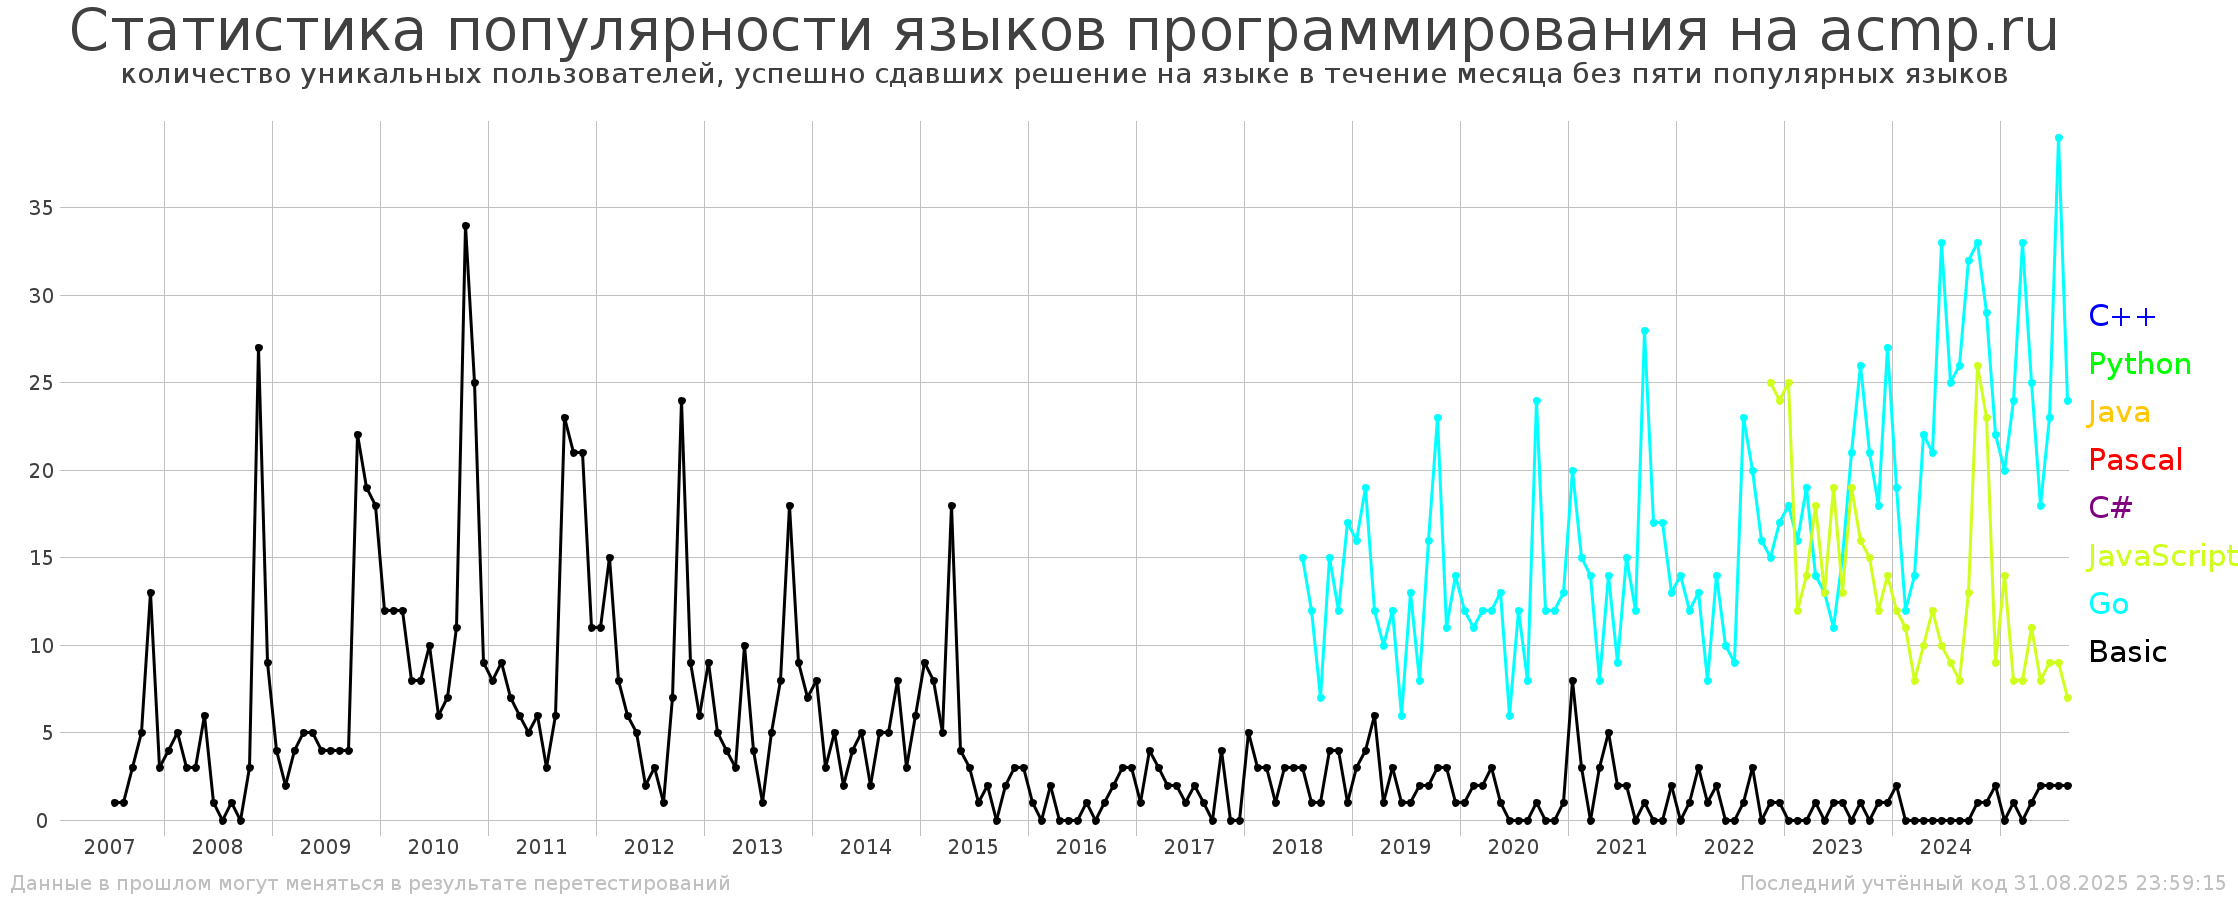 Статистика популярности языков программирования на acmp.ru
количество уникальных пользователей, успешно сдавших решение на языке в течение месяца без пяти популярных языков
35
30
25
20
15
10
5
0
2007 2008 2009 2010 2011 2012 2013 2014 2015 2016 2017 2018 2019 2020 2021 2022 2023 2024
C++
Python
Java
Pascal
C#
JavaScript
Go
Basic
Данные в прошлом могут меняться в результате перетестирований
Последний учтённый код 31.08.2025 23:59:15